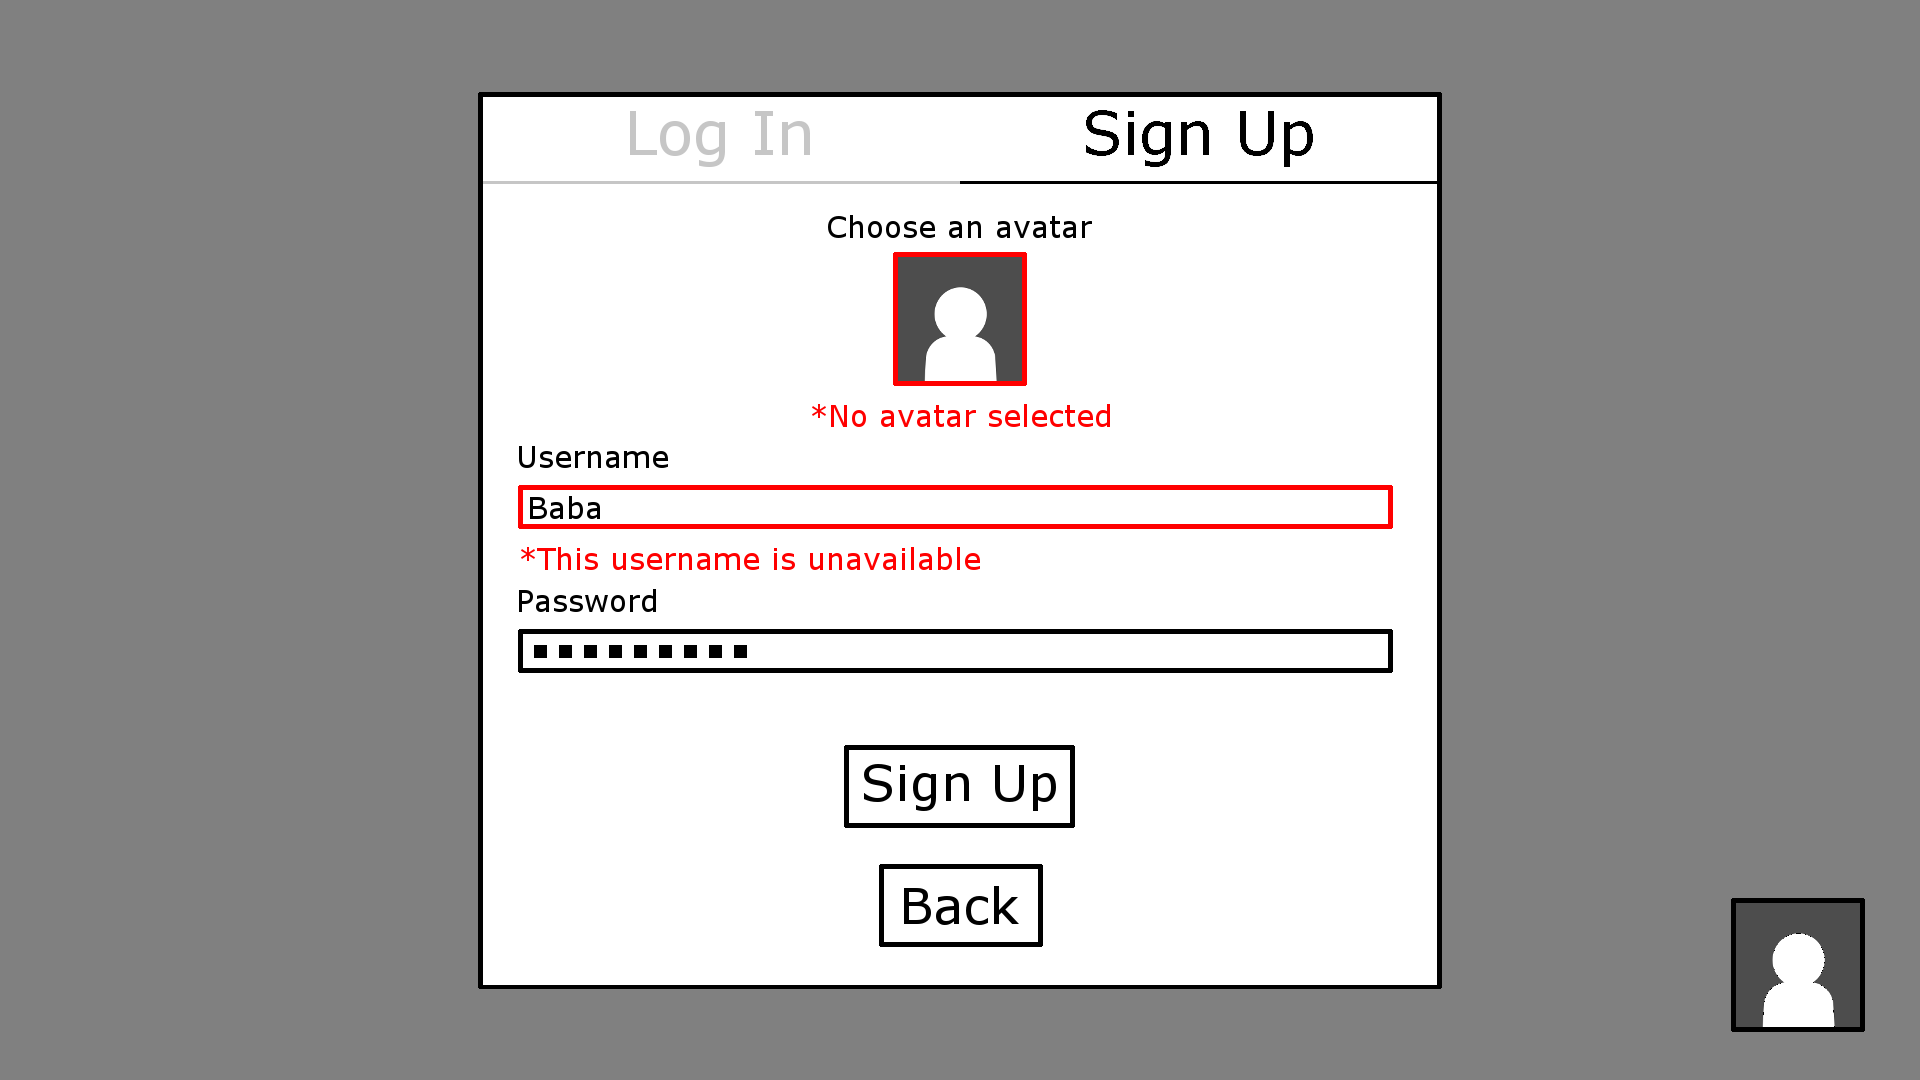 Log In Sign Up
Choose an avatar
*No avatar selected
Username
Baba
*This username is unavailable
Password
Sign Up
Back